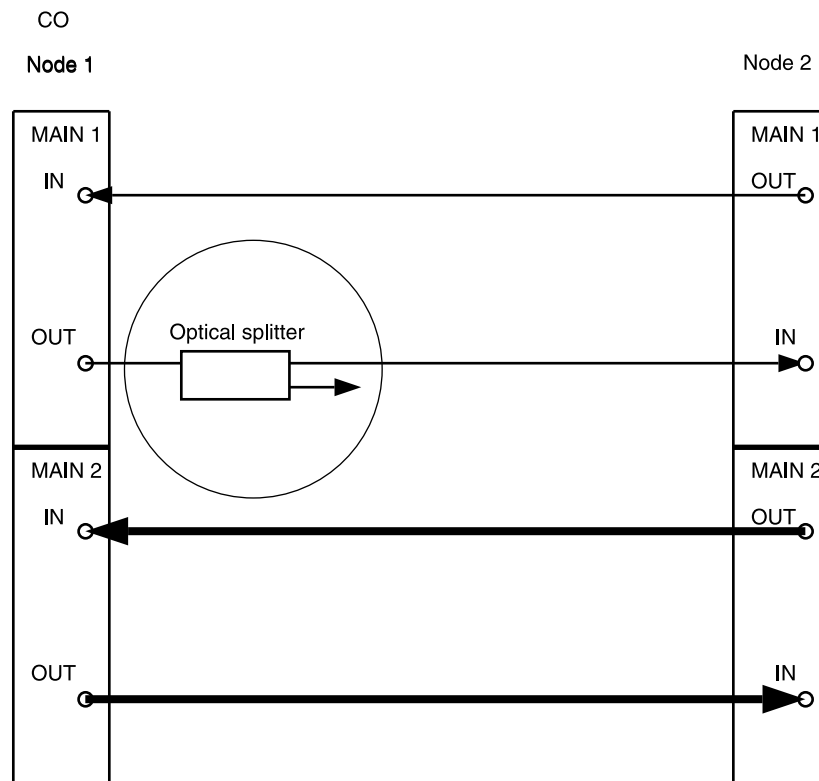 CO
Node 1
Node 2
MAIN 1
MAIN 1
IN
OUT
Optical splitter
OUT
IN
MAIN 2
MAIN 2
IN
OUT
OUT
IN